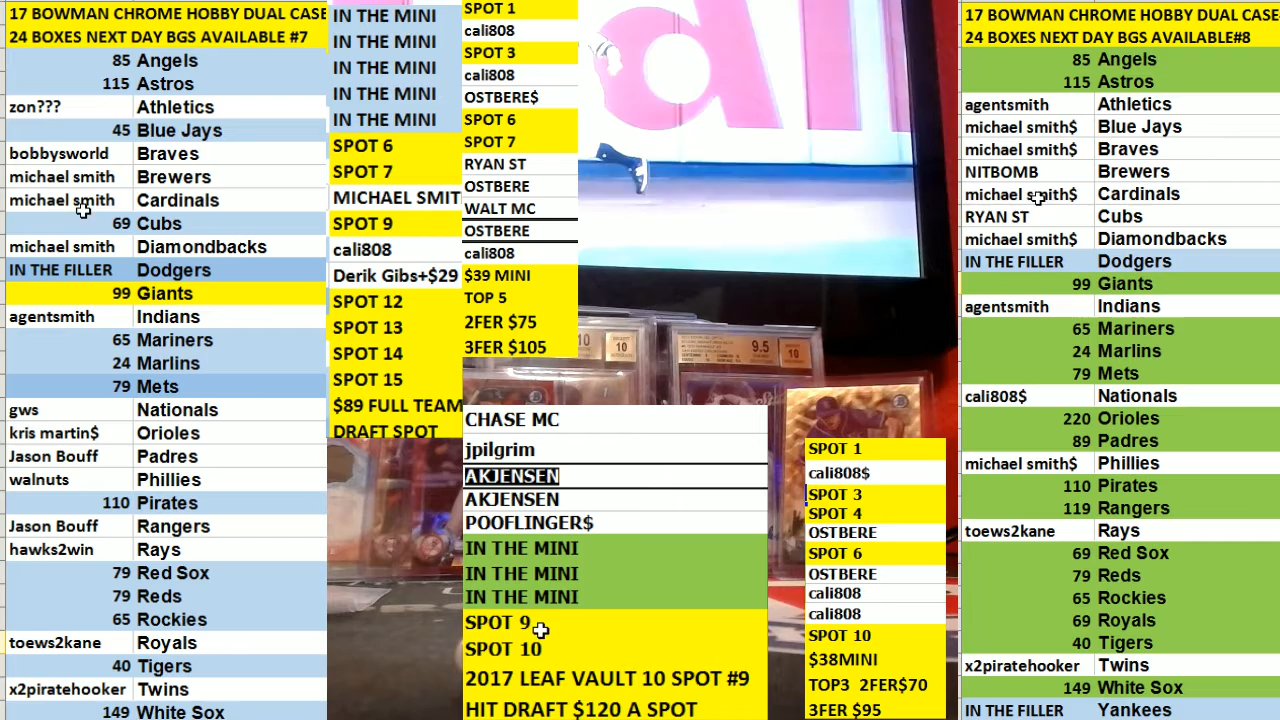 17 BOWMAN CHROME HOBBY DUAL CASE
24 BOXES NEXT DAY BGS AVAILABLE #7
85 Angels
115 Astros
zon??? Athletics
45 Blue Jays
bobbysworld Braves
michael smith Brewers
michael smith Cardinals
69 Cubs
michael smith Diamondbacks
IN THE FILLER Dodgers
99 Giants
agentsmith Indians
65 Mariners
24 Marlins
79 Mets
gws Nationals
kris martin$ Orioles
Jason Bouff Padres
walnuts Phillies
110 Pirates
Jason Bouff Rangers
hawks2win Rays
79 Red Sox
79 Reds
65 Rockies
toews2kane Royals
40 Tigers
x2piratehooker Twins
149 White Sox
IN THE MINI
IN THE MINI
IN THE MINI
IN THE MINI
IN THE MINI
SPOT 6
SPOT 7
MICHAEL SMIT
SPOT 9
cali808
Derik Gibs+$29
SPOT 12
SPOT 13
SPOT 14
SPOT 15
$89 FULL TEAM
DRAFT SPOT
SPOT 1
cali808
SPOT 3
cali808
OSTBERE$
SPOT 6
SPOT 7
RYAN ST
OSTBERE
WALT MC
OSTBERE
cali808
$39 MINI
TOP 5
2FER $75
3FER $105
10
10
9.5
10
CHASE MC
jpilgrim
AKJENSEN
AKJENSEN
POOFLINGER$
IN THE MINI
IN THE MINI
IN THE MINI
SPOT 9
SPOT 10
2017 LEAF VAULT 10 SPOT #9
HIT DRAFT $120 A SPOT
SPOT 1
cali808$
SPOT 3
SPOT 4
OSTBERE
SPOT 6
OSTBERE
cali808
cali808
SPOT 10
$38MINI
TOP3 2FER$70
3FER $95
17 BOWMAN CHROME HOBBY DUAL CASE
24 BOXES NEXT DAY BGS AVAILABLE#8
85 Angels
115 Astros
agentsmith Athletics
michael smith$ Blue Jays
michael smith$ Braves
NITBOMB Brewers
michael smith$ Cardinals
RYAN ST Cubs
michael smith$ Diamondbacks
IN THE FILLER Dodgers
99 Giants
agentsmith Indians
65 Mariners
24 Marlins
79 Mets
cali808$ Nationals
220 Orioles
89 Padres
michael smith$ Phillies
110 Pirates
119 Rangers
toews2kane Rays
69 Red Sox
79 Reds
65 Rockies
69 Royals
40 Tigers
x2piratehooker Twins
149 White Sox
IN THE FILLER Yankees